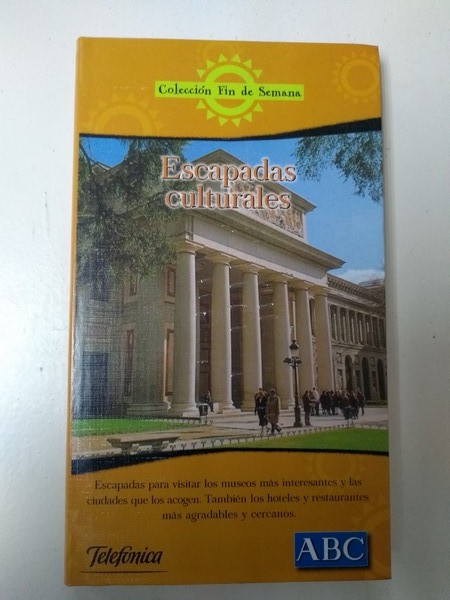 Colección Fin de Semana
Escapadas
culturales
Escapadas para visitar los museos más interesantes y las
ciudades que los acogen. También los hoteles y restaurantes
más agradables y cercanos.
Telefónica
ABC